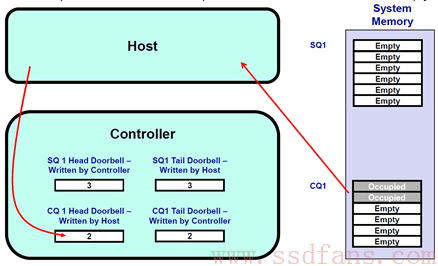 System
Memory
Host
SQ1
Empty
Empty
Empty
Empty
Empty
Empty
Controller
SQ 1 Head Doorbell –
Written by Controller
3
SQ1 Tail Doorbell –
Written by Host
3
CQ 1 Head Doorbell –
Written by Host
2
CQ1 Tail Doorbell –
Written by Controller
2
CQ1
Occupied
Occupied
Empty
Empty
Empty
Empty
www.ssdfans.com